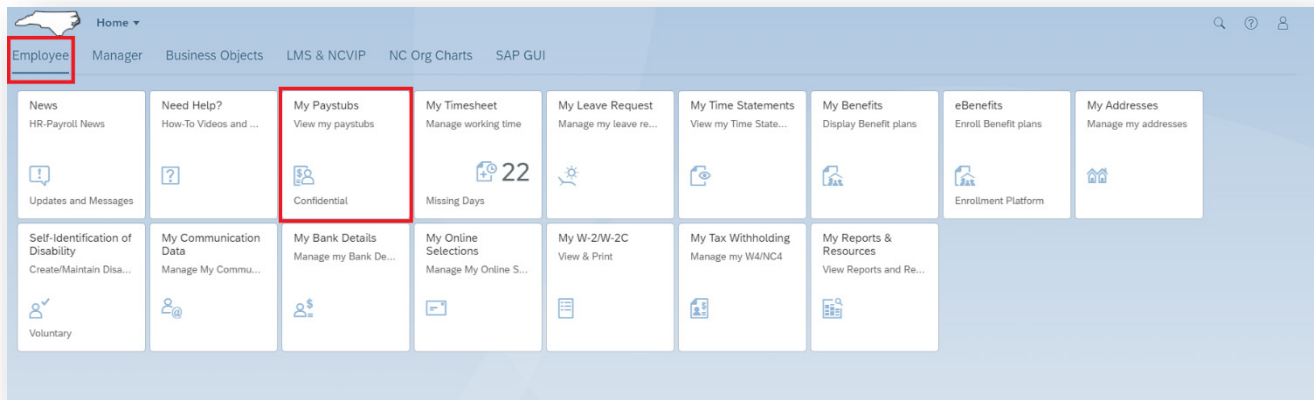 Home
Employee Manager Business Objects LMS & NCVIP NC Org Charts SAP GUI
News
HR-Payroll News
Updates and Messages
Need Help?
How-To Videos and ...
My Paystubs
View my paystubs
Confidential
My Timesheet
Manage working time
22
Missing Days
My Leave Request
Manage my leave re...
My Time Statements
View my Time State...
My Benefits
Display Benefit plans
eBenefits
Enroll Benefit plans
Enrollment Platform
My Addresses
Manage my addresses
Self-Identification of
Disability
Create/Maintain Disa...
Voluntary
My Communication
Data
Manage My Commu...
My Bank Details
Manage my Bank De...
My Online
Selections
Manage My Online S...
My W-2/W-2C
View & Print
My Tax Withholding
Manage my W4/NC4
My Reports &
Resources
View Reports and Re...